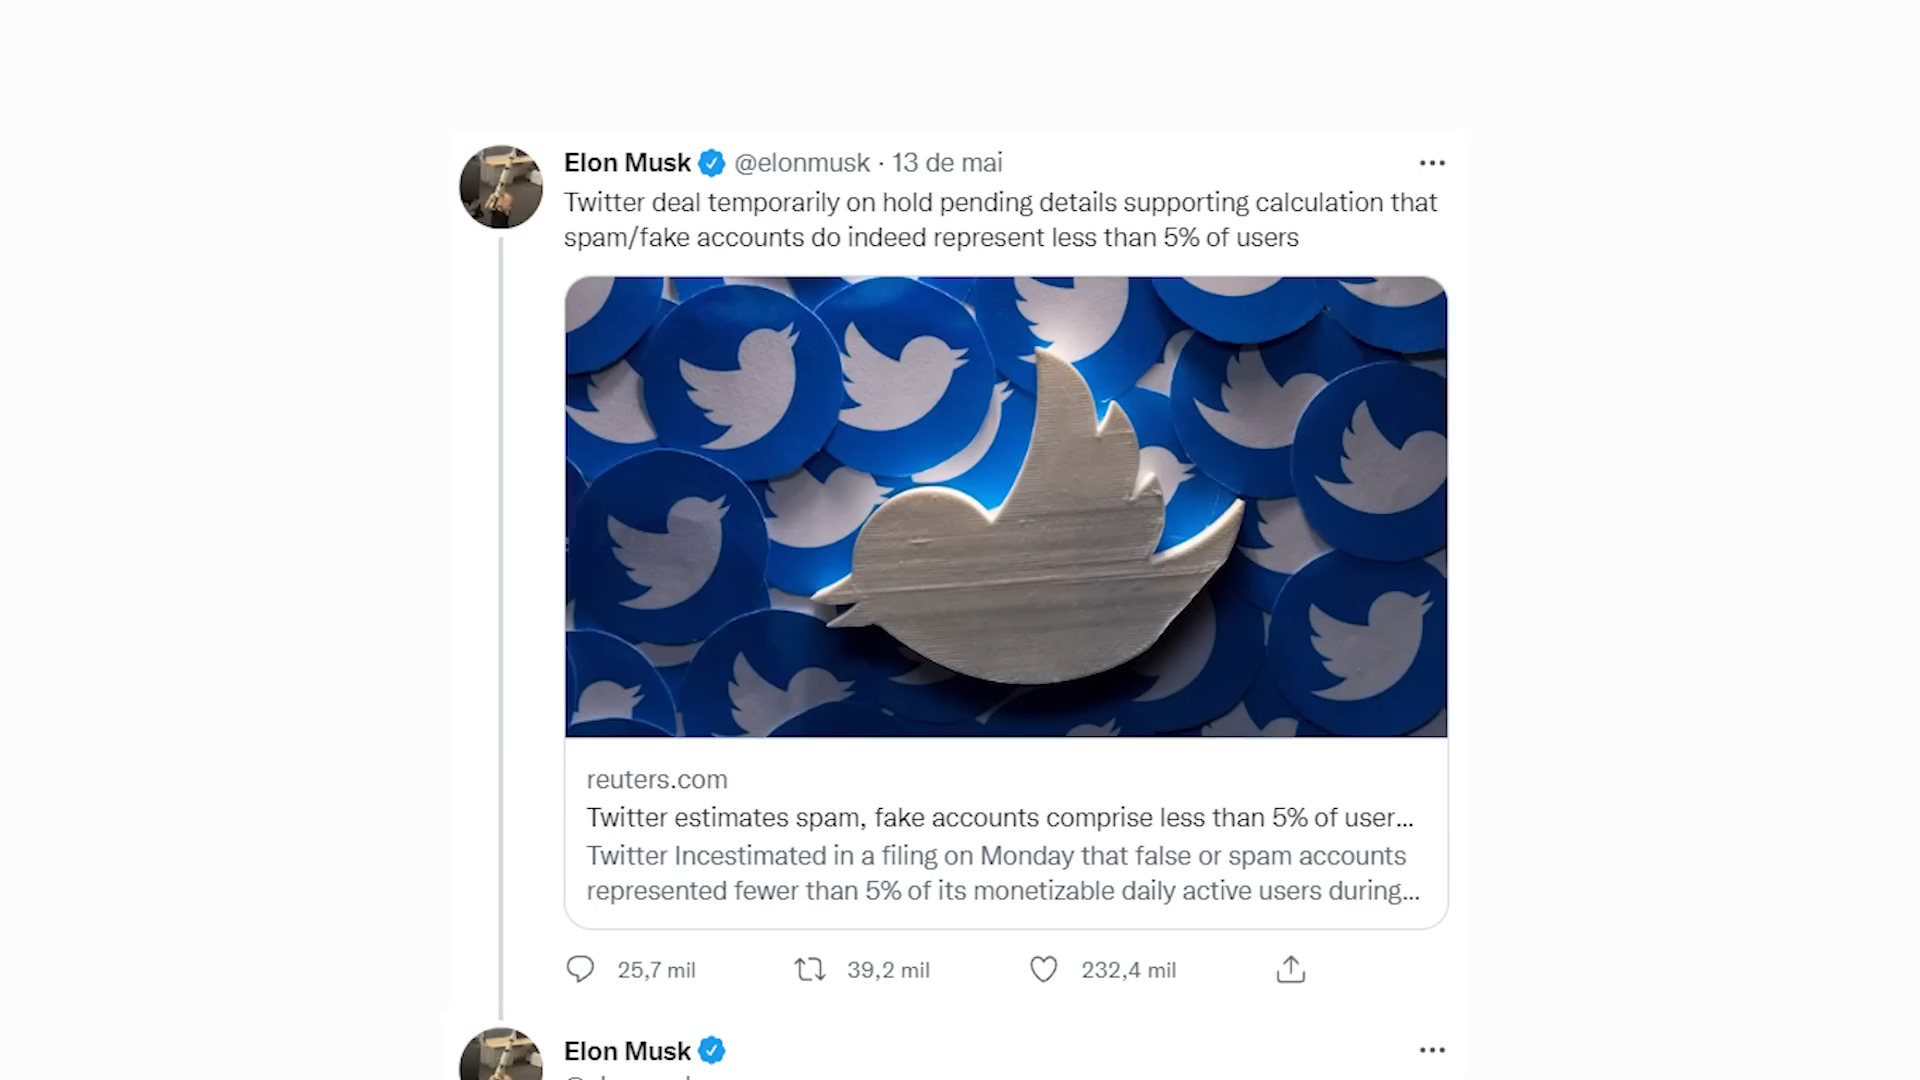 Elon Musk @elonmusk · 13 de mai
Twitter deal temporarily on hold pending details supporting calculation that
spam/fake accounts do indeed represent less than 5% of users
reuters.com
Twitter estimates spam, fake accounts comprise less than 5% of user...
Twitter Incestimated in a filing on Monday that false or spam accounts
represented fewer than 5% of its monetizable daily active users during...
25,7 mil 39,2 mil 232,4 mil
Elon Musk